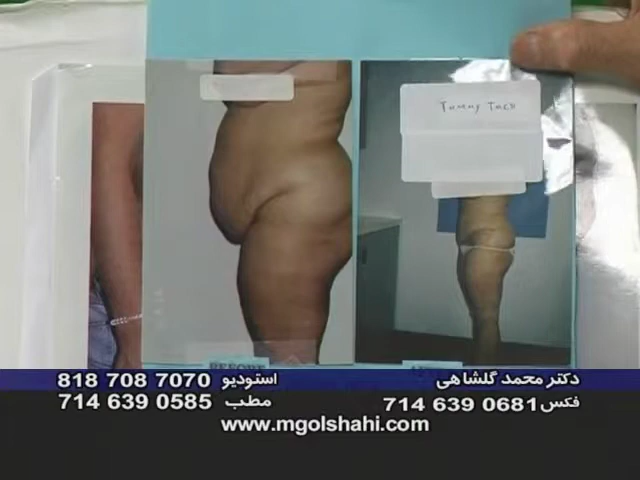 Tummy Tuck
BEFORE
دکتر محمد گلشاهی استودیو 818 708 7070
فکس 714 639 0681 مطب 714 639 0585
www.mgolshahi.com